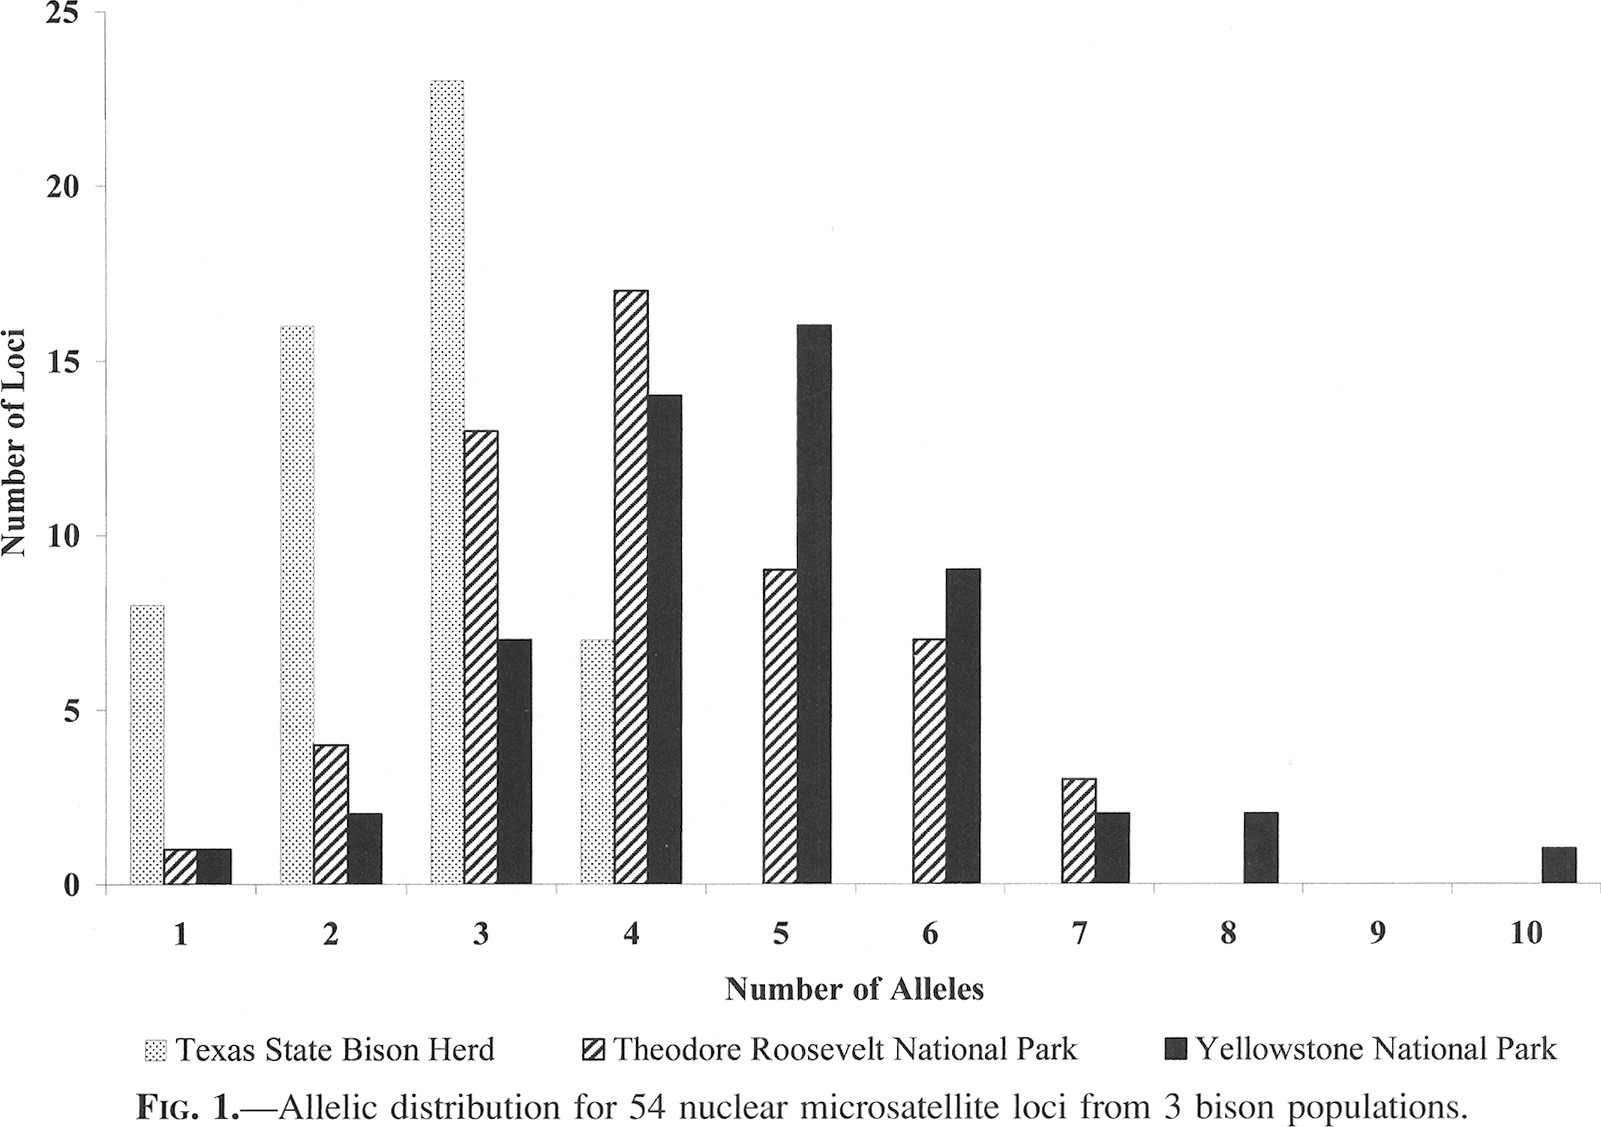 25
20
15
10
5
0
Number of Loci
1 2 3 4 5 6 7 8 9 10
Number of Alleles
Texas State Bison Herd Theodore Roosevelt National Park Yellowstone National Park
FIG. 1.—Allelic distribution for 54 nuclear microsatellite loci from 3 bison populations.